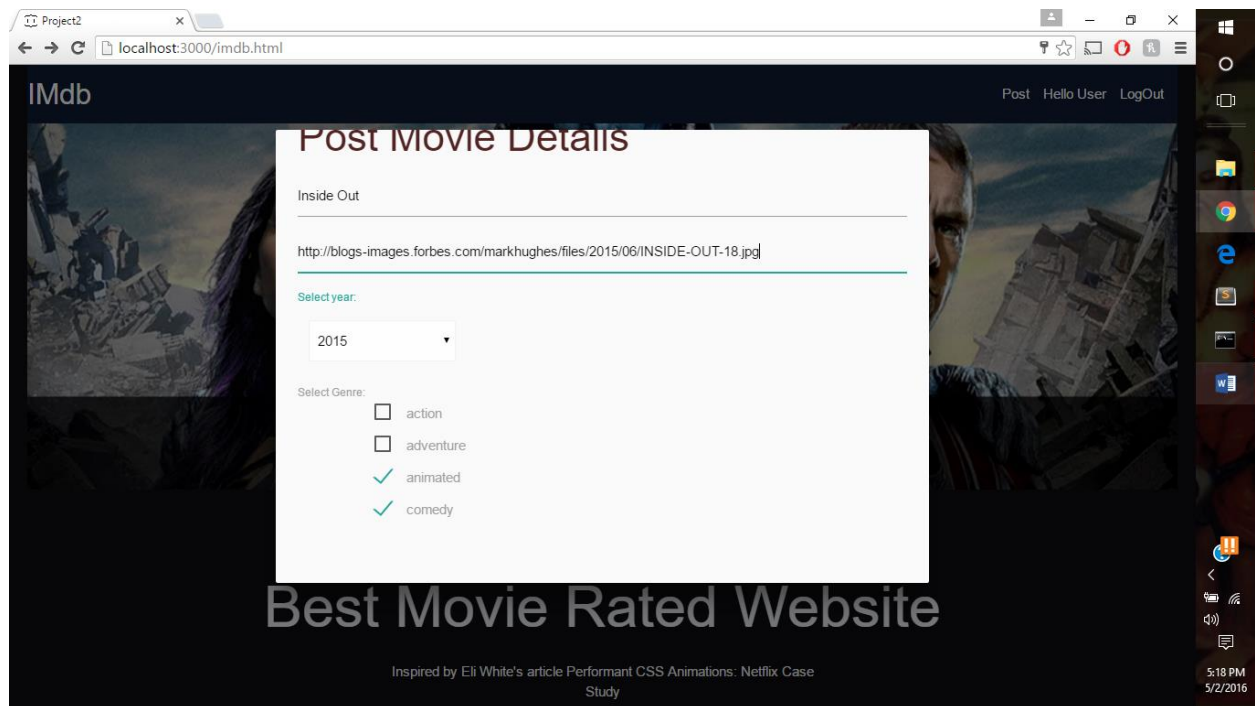 Project2
localhost:3000/imdb.html
IMdb
Post Hello User LogOut
Post Movie Details
Inside Out
http://blogs-images.forbes.com/markhughes/files/2015/06/INSIDE-OUT-18.jpg
Select year:
2015
Select Genre:
action
adventure
animated
comedy
Best Movie Rated Website
Inspired by Eli White's article Performant CSS Animations: Netflix Case
Study
5:18 PM
5/2/2016